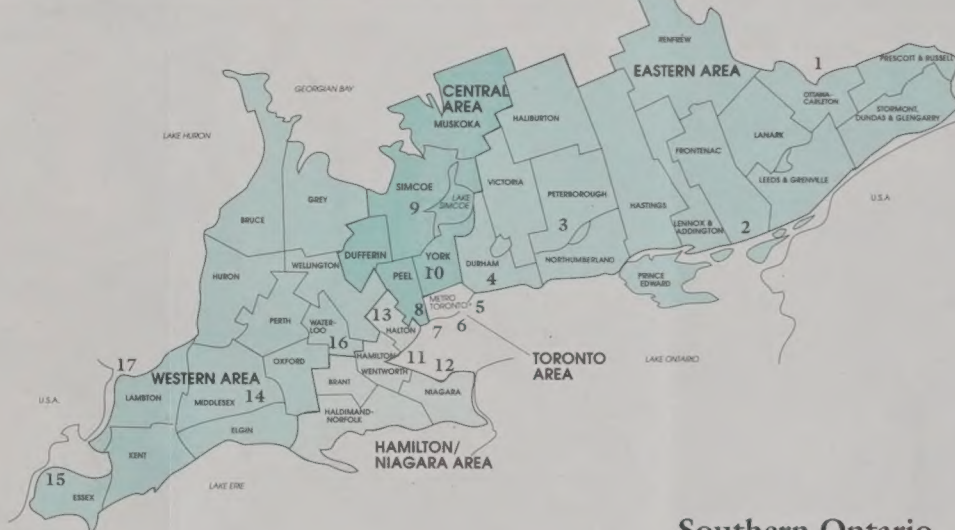 RENFREW
EASTERN AREA
1
PRESCOTT & RUSSELL
OTTAWA-
CARLETON
STORMONT,
DUNDAS & GLENGARRY
GEORGIAN BAY
CENTRAL
AREA
MUSKOKA
HALIBURTON
LAKE HURON
LANARK
FRONTENAC
LEEDS & GRENVILLE
SIMCOE
9
LAKE
SIMCOE
VICTORIA
PETERBOROUGH
3
HASTINGS
LENNOX &
ADDINGTON
2
U.S.A.
BRUCE
GREY
DUFFERIN
YORK
10
DURHAM
4
NORTHUMBERLAND
PRINCE
EDWARD
HURON
WELLINGTON
PEEL
8
METRO
TORONTO
5
6
7
PERTH
WATER-
LOO
16
13
HALTON
HAMILTON
WENTWORTH
11
12
TORONTO
AREA
LAKE ONTARIO
17
WESTERN AREA
OXFORD
BRANT
NIAGARA
U.S.A.
LAMBTON
MIDDLESEX
14
HALDIMAND-
NORFOLK
ELGIN
HAMILTON/
NIAGARA AREA
KENT
15
ESSEX
LAKE ERIE
Southern Ontario